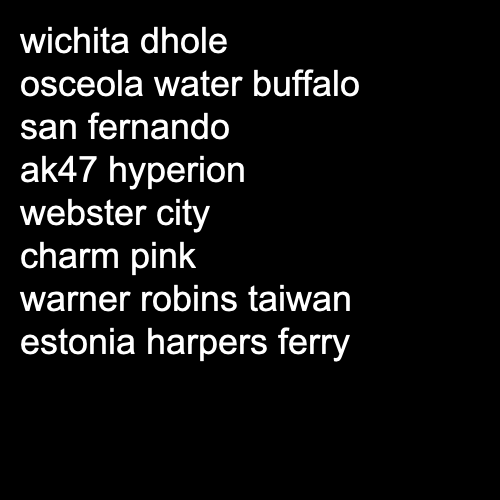 wichita dhole
osceola water buffalo
san fernando
ak47 hyperion
webster city
charm pink
warner robins taiwan
estonia harpers ferry